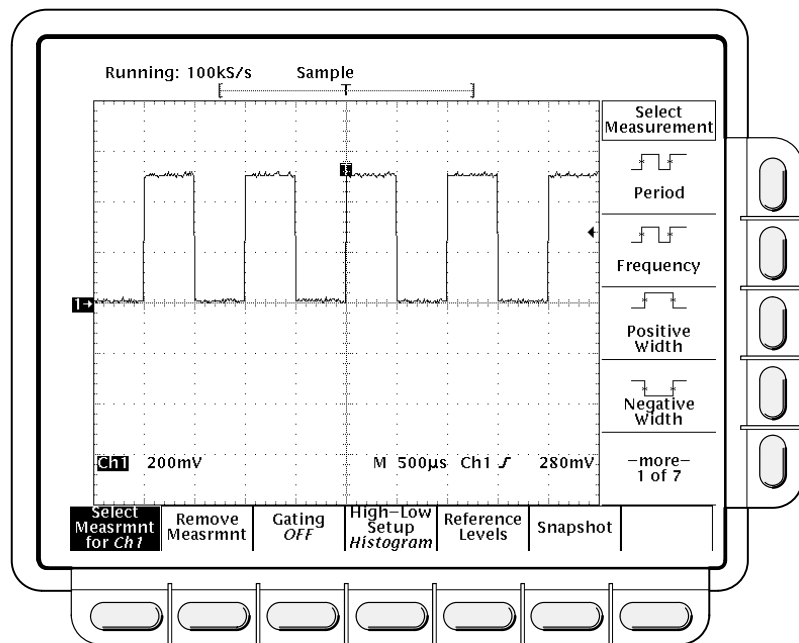 Running: 100kS/s Sample
Select
Measurement
T
Period
Frequency
1→
Positive
Width
Negative
Width
Ch1 200mV M 500µs Ch1 280mV
–more–
1 of 7
Select
Measrmnt
for Ch1
Remove
Measrmnt
Gating
OFF
High–Low
Setup
Histogram
Reference
Levels
Snapshot